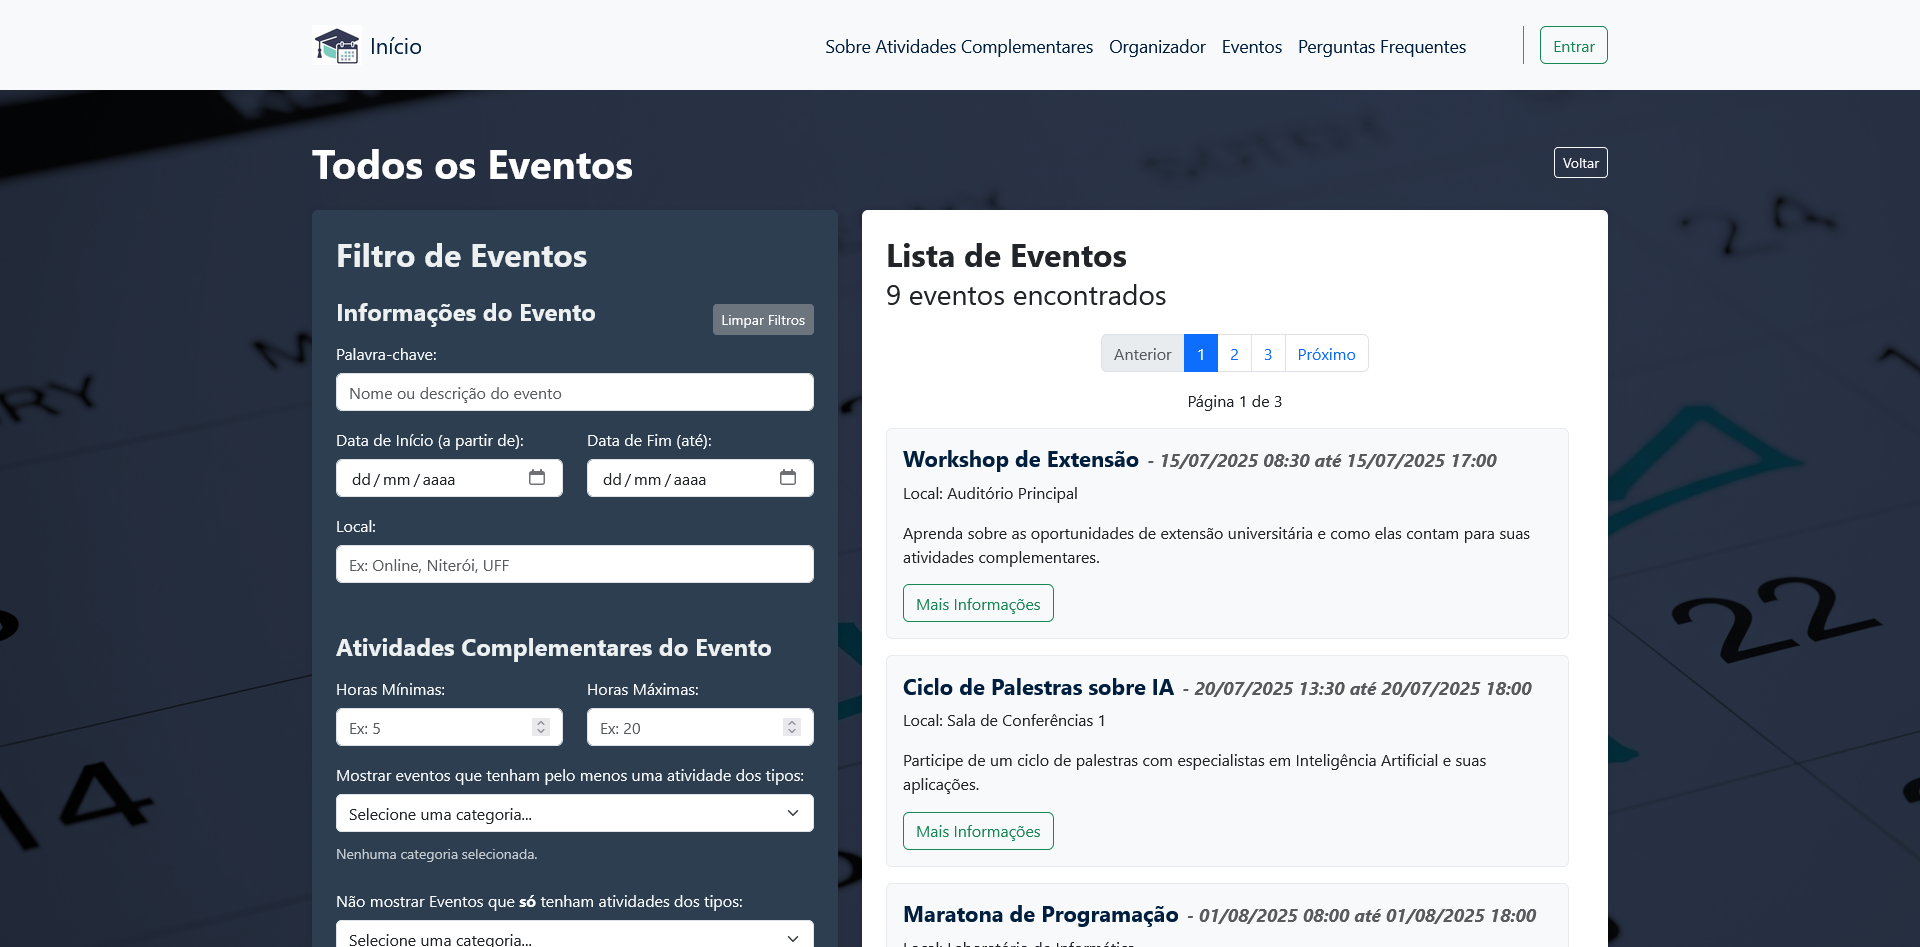 Início
Sobre Atividades Complementares Organizador Eventos Perguntas Frequentes
Entrar
Todos os Eventos
Voltar
Filtro de Eventos
Informações do Evento
Limpar Filtros
Palavra-chave:
Nome ou descrição do evento
Data de Início (a partir de): Data de Fim (até):
dd/mm/aaaa dd/mm/aaaa
Local:
Ex: Online, Niterói, UFF
Atividades Complementares do Evento
Horas Mínimas: Horas Máximas:
Ex: 5 Ex: 20
Mostrar eventos que tenham pelo menos uma atividade dos tipos:
Selecione uma categoria...
Nenhuma categoria selecionada.
Não mostrar Eventos que só tenham atividades dos tipos:
Selecione uma categoria...
Lista de Eventos
9 eventos encontrados
Anterior 1 2 3 Próximo
Página 1 de 3
Workshop de Extensão - 15/07/2025 08:30 até 15/07/2025 17:00
Local: Auditório Principal
Aprenda sobre as oportunidades de extensão universitária e como elas contam para suas
atividades complementares.
Mais Informações
Ciclo de Palestras sobre IA - 20/07/2025 13:30 até 20/07/2025 18:00
Local: Sala de Conferências 1
Participe de um ciclo de palestras com especialistas em Inteligência Artificial e suas
aplicações.
Mais Informações
Maratona de Programação - 01/08/2025 08:00 até 01/08/2025 18:00
Local: Laboratório de Informática
14
22
24